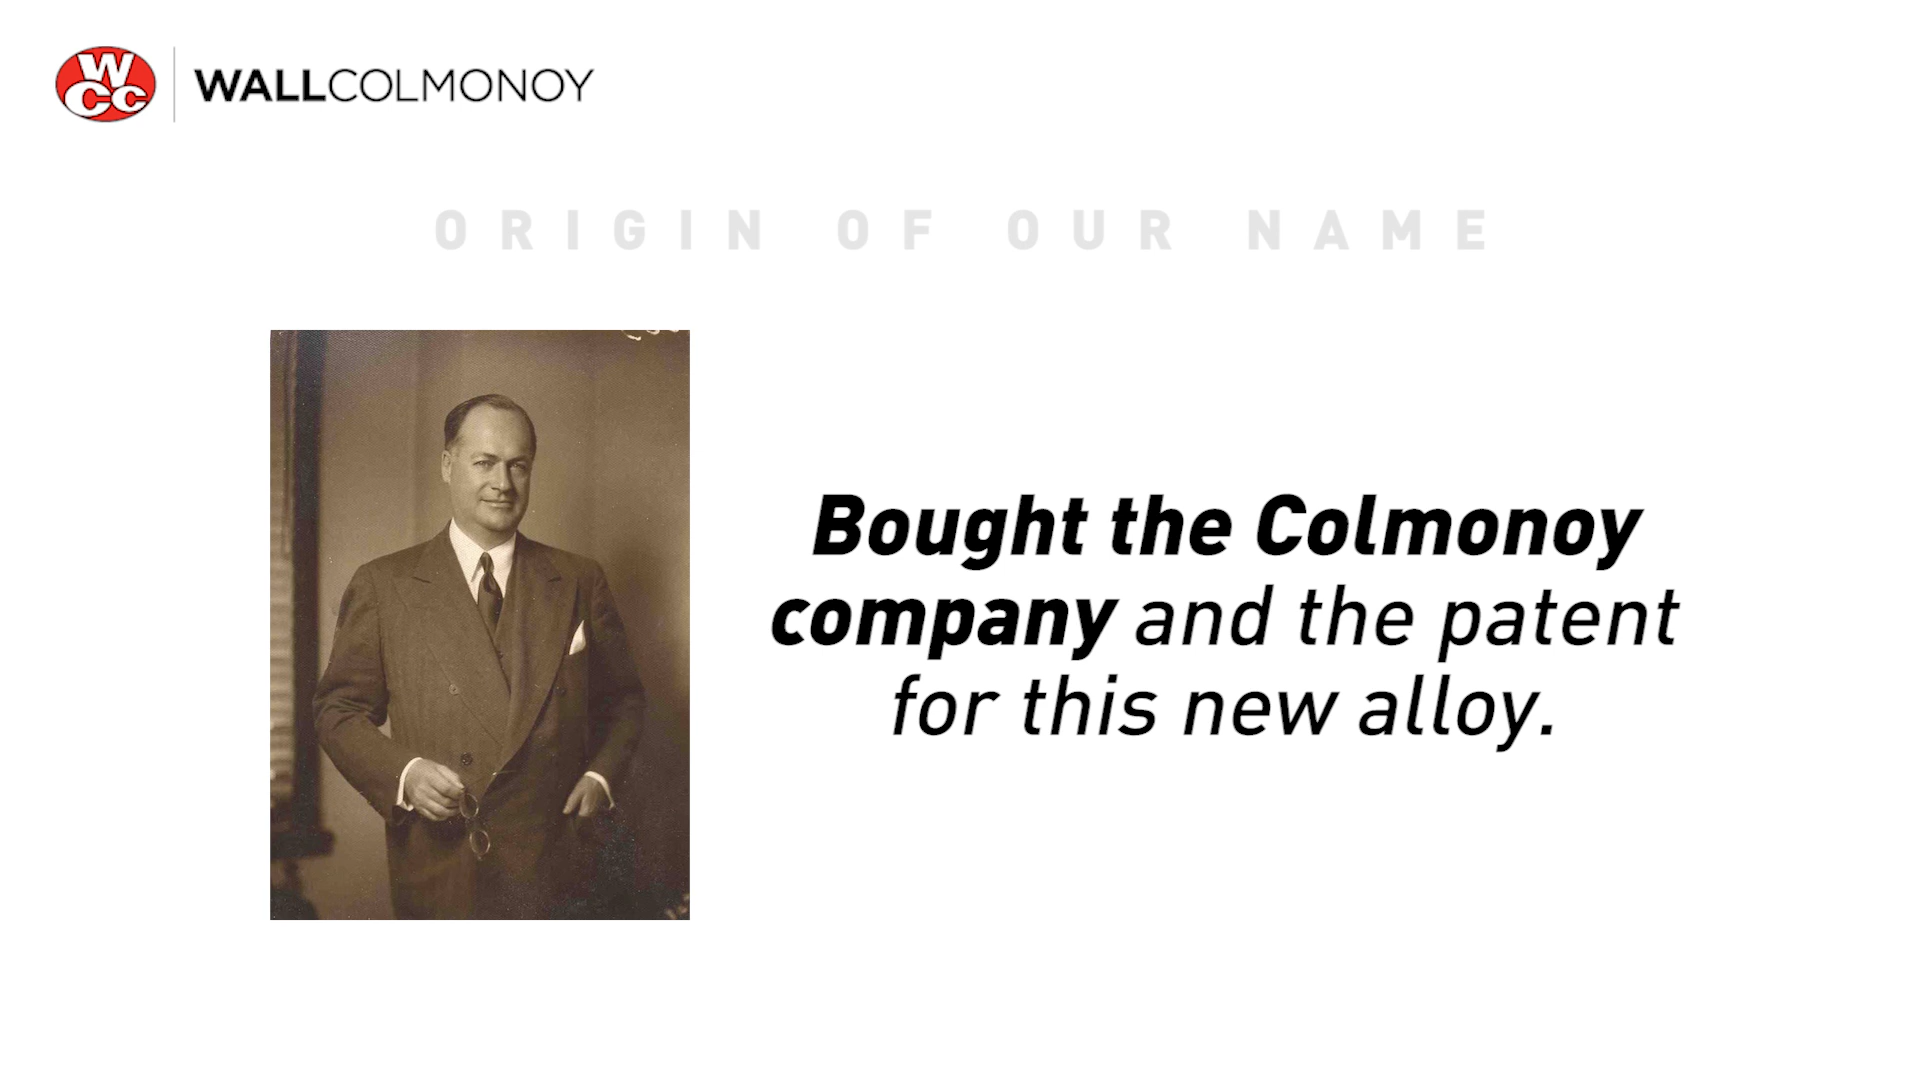 WCC
WALLCOLMONOY
ORIGIN OF OUR NAME
Bought the Colmonoy
company and the patent
for this new alloy.